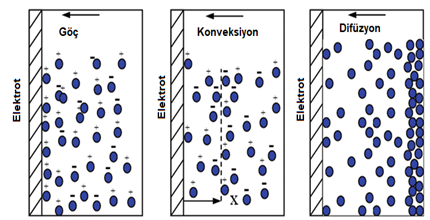 Göç
Elektrot
Konveksiyon
Elektrot
X
Difüzyon
Elektrot